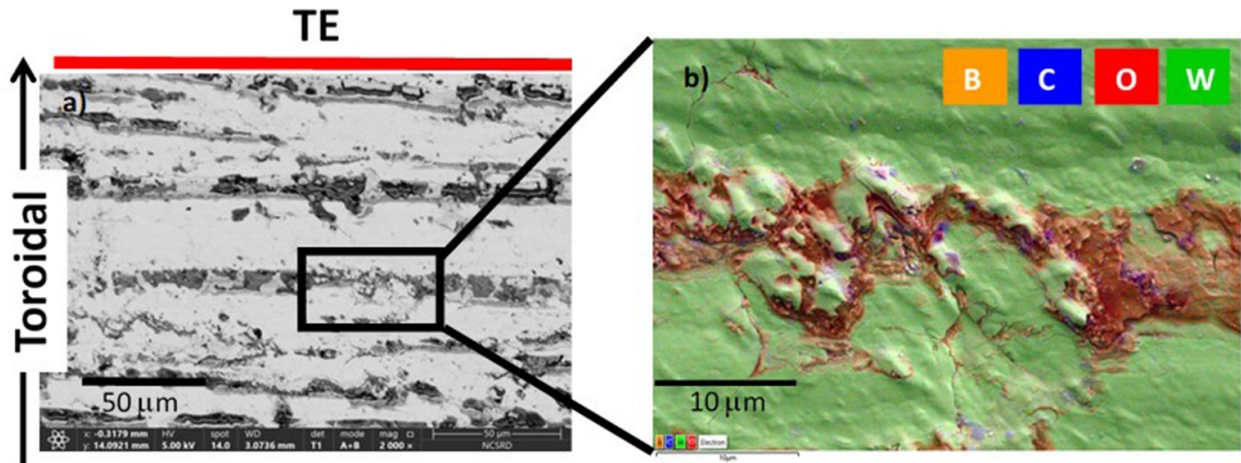 TE
Toroidal
a)
50 μm
x: -0.3179 mm HV spot WD det mode mag 50 μm
y: 14.0921 mm 5.00 kV 14.0 3.0736 mm T1 A+B 2 000 × NCSRD
b)
B C O W
10 μm
Electron
10μm